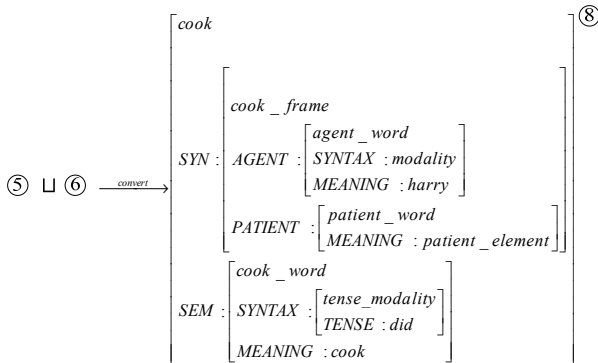 ⑧
cook
cook _ frame
agent _ word
SYN : AGENT : SYNTAX : modality
MEANING : harry
⑤ ⊔ ⑥ convert
patient _ word
PATIENT : MEANING : patient _ element
cook _ word
SEM : SYNTAX : tense_modality
TENSE : did
MEANING : cook